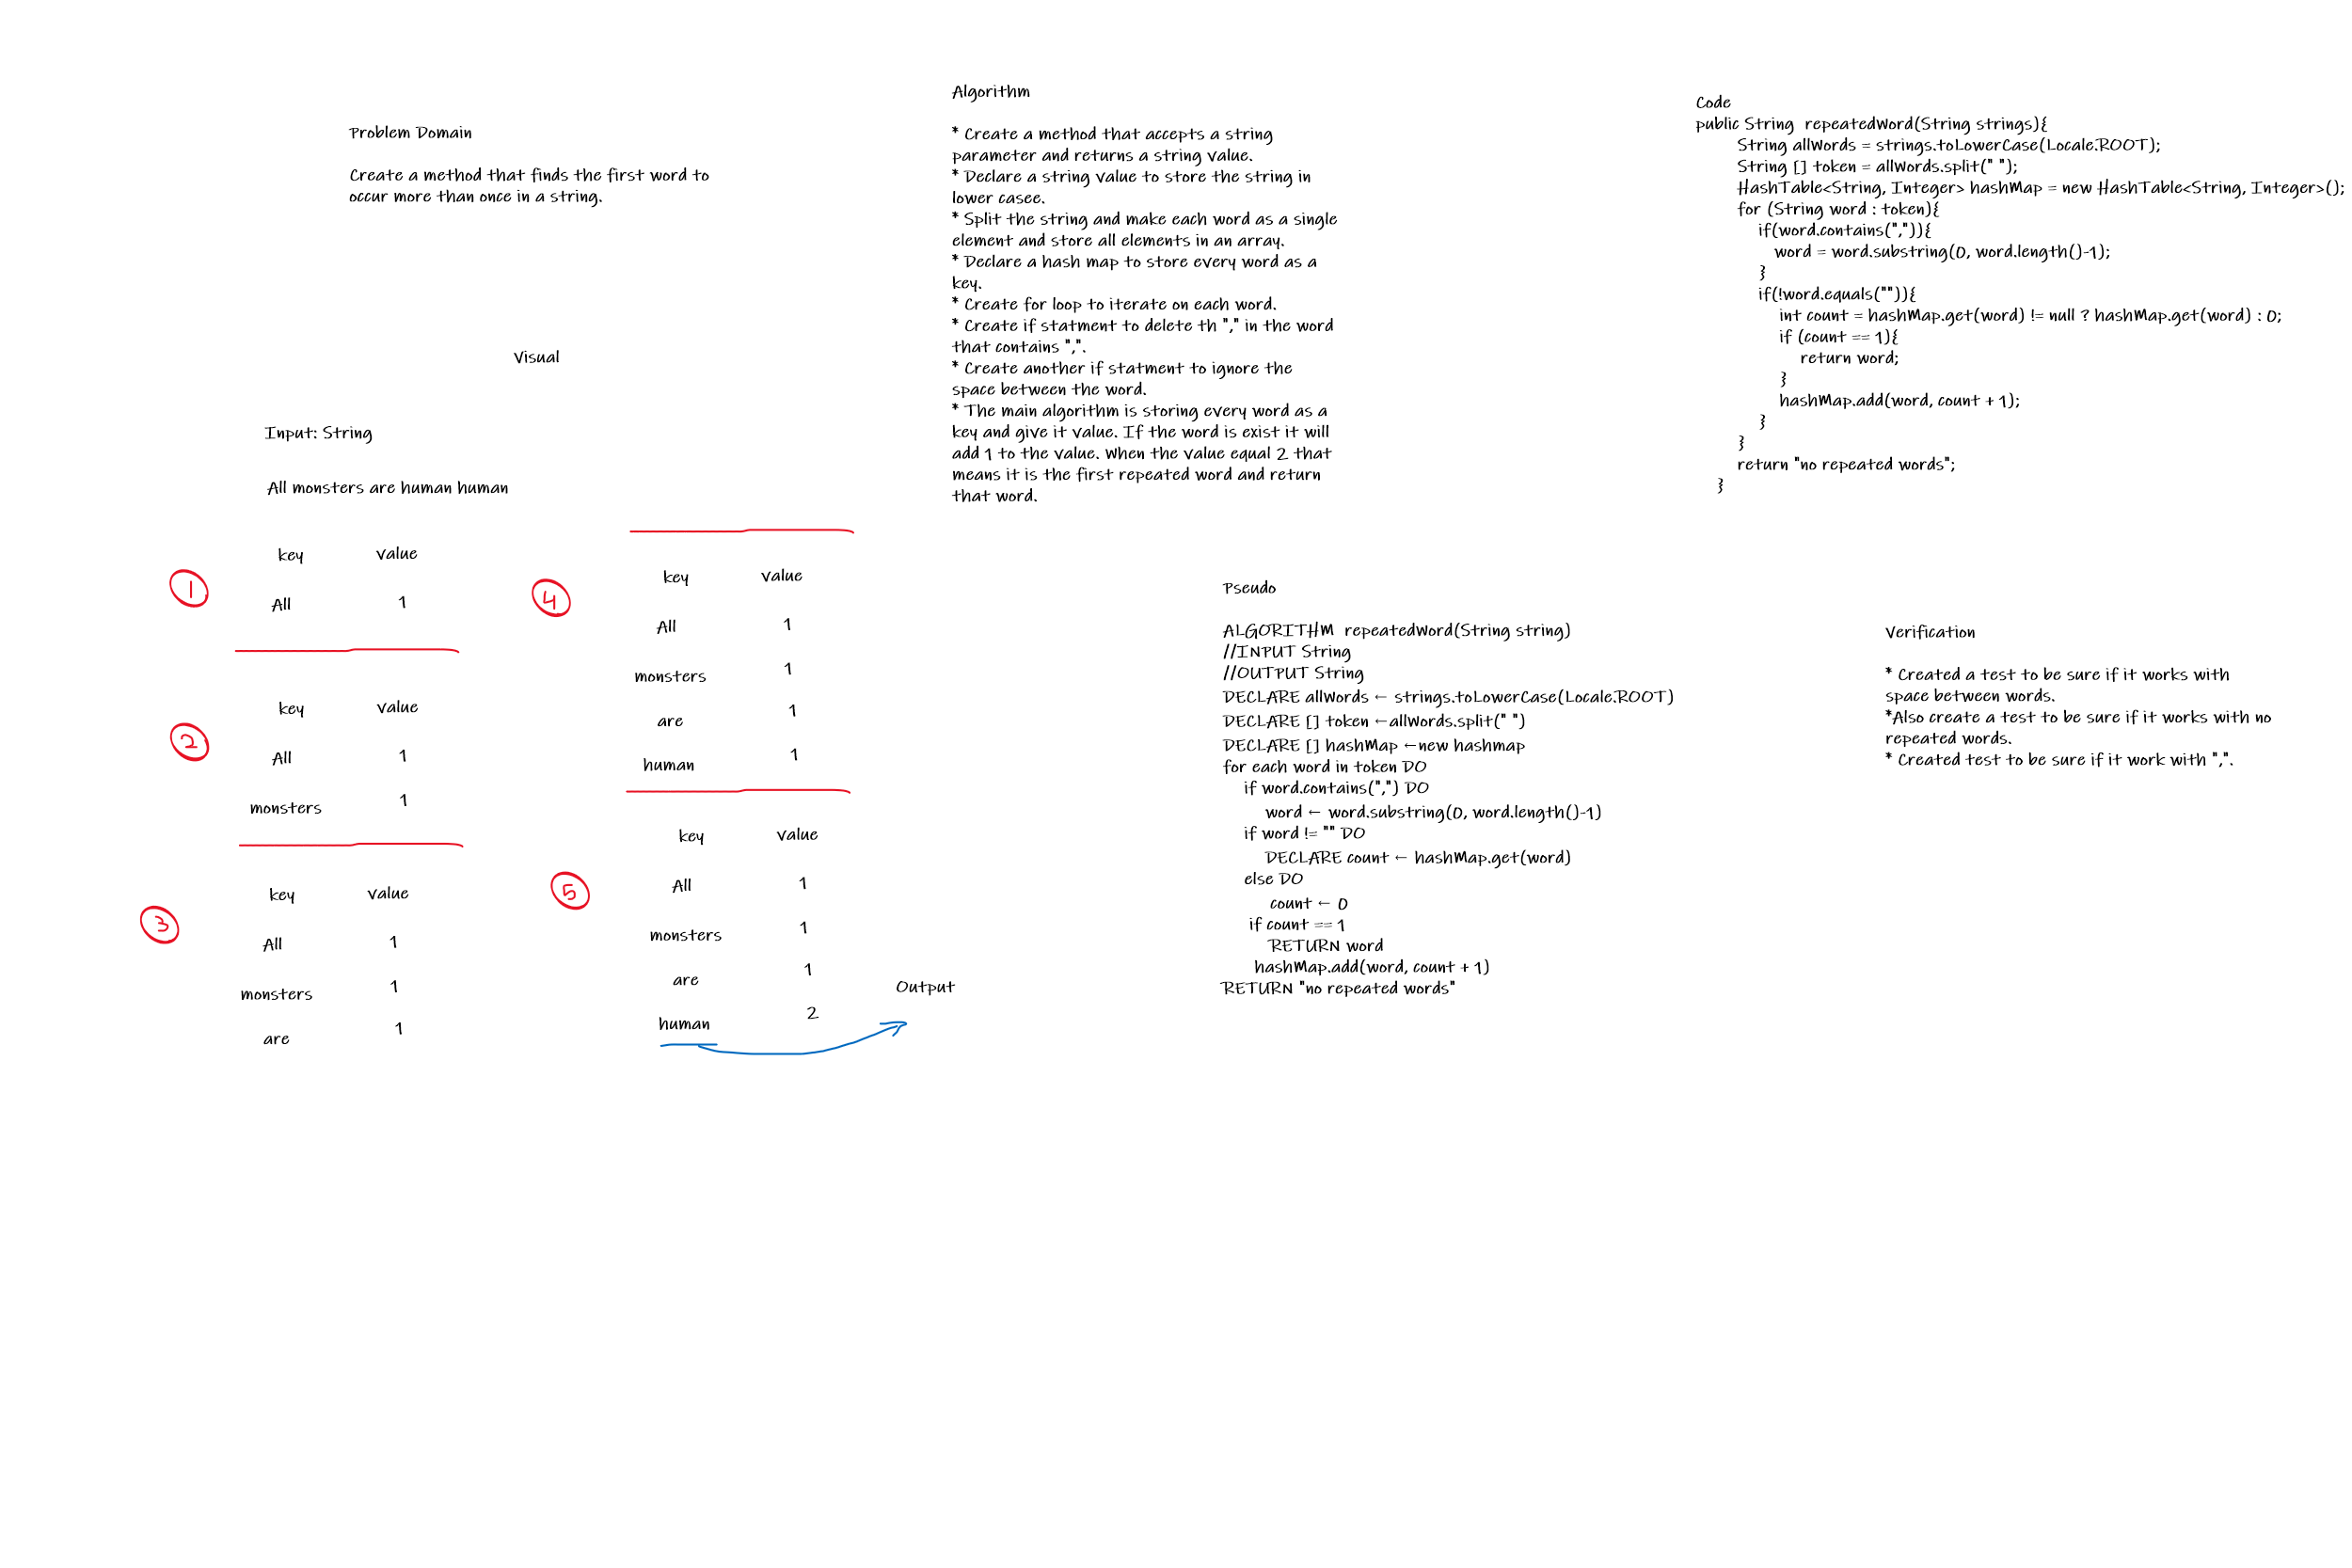 Problem Domain
Create a method that finds the first word to
occur more than once in a string.
Visual
Input: String
All monsters are human human
1
key value
All 1
2
key value
All 1
monsters 1
3
key value
All 1
monsters 1
are 1
4
key value
All 1
monsters 1
are 1
human 1
5
key value
All 1
monsters 1
are 1
human 2
Output
Algorithm
* Create a method that accepts a string
parameter and returns a string value.
* Declare a string value to store the string in
lower casee.
* Split the string and make each word as a single
element and store all elements in an array.
* Declare a hash map to store every word as a
key.
* Create for loop to iterate on each word.
* Create if statment to delete th "," in the word
that contains ",".
* Create another if statment to ignore the
space between the word.
* The main algorithm is storing every word as a
key and give it value. If the word is exist it will
add 1 to the value. When the value equal 2 that
means it is the first repeated word and return
that word.
Pseudo
ALGORITHM repeatedWord(String string)
//INPUT String
//OUTPUT String
DECLARE allWords ← strings.toLowerCase(Locale.ROOT)
DECLARE [] token ←allWords.split(" ")
DECLARE [] hashMap ←new hashmap
for each word in token DO
if word.contains(",") DO
word ← word.substring(0, word.length()-1)
if word != "" DO
DECLARE count ← hashMap.get(word)
else DO
count ← 0
if count == 1
RETURN word
hashMap.add(word, count + 1)
RETURN "no repeated words"
Code
public String repeatedWord(String strings){
String allWords = strings.toLowerCase(Locale.ROOT);
String [] token = allWords.split(" ");
HashTable<String, Integer> hashMap = new HashTable<String, Integer>();
for (String word : token){
if(word.contains(",")){
word = word.substring(0, word.length()-1);
}
if(!word.equals("")){
int count = hashMap.get(word) != null ? hashMap.get(word) : 0;
if (count == 1){
return word;
}
hashMap.add(word, count + 1);
}
}
return "no repeated words";
}
Verification
* Created a test to be sure if it works with
space between words.
*Also create a test to be sure if it works with no
repeated words.
* Created test to be sure if it work with ",".